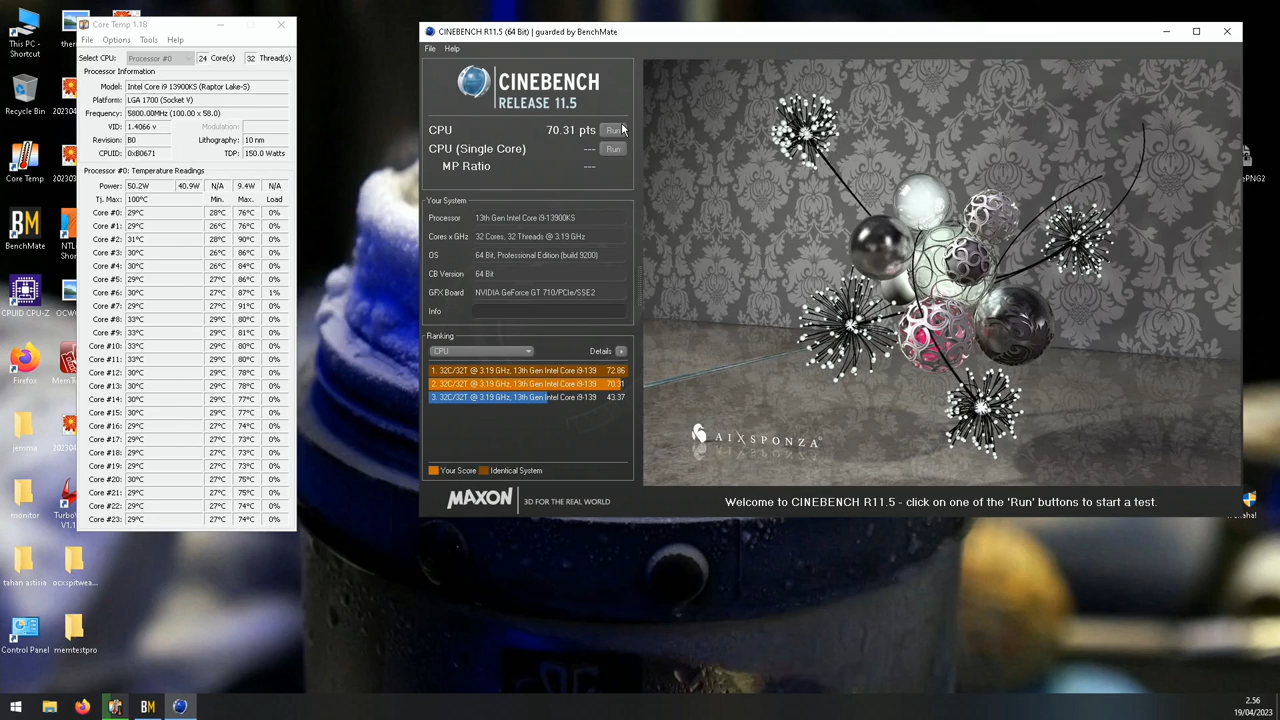 This PC - Shortcut
Recycle Bin
Core Temp
BenchMate
CPUID CPU-Z
Firefox
jemma
monitor
tahan astisia
ocxspitwea...
Control Panel
memtestpro
Core Temp 1.18
File Options Tools Help
Select CPU: Processor #0 24 Core(s) 32 Thread(s)
Processor Information
Model: Intel Core i9 13900KS (Raptor Lake-S)
Platform: LGA 1700 (Socket V)
Frequency: 5800.00MHz (100.00 x 58.0)
VID: 1.4066 v Modulation:
Revision: B0 Lithography: 10 nm
CPUID: 0xB0671 TDP: 150.0 Watts
Processor #0: Temperature Readings
Power: 50.2W 40.9W N/A 9.4W N/A
Tj. Max: 100°C Min. Max. Load
Core #0: 29°C 28°C 76°C 0%
Core #1: 29°C 26°C 76°C 0%
Core #2: 31°C 28°C 90°C 0%
Core #3: 30°C 26°C 86°C 0%
Core #4: 30°C 26°C 84°C 0%
Core #5: 29°C 27°C 86°C 0%
Core #6: 30°C 27°C 87°C 1%
Core #7: 29°C 27°C 91°C 0%
Core #8: 33°C 29°C 80°C 0%
Core #9: 33°C 29°C 81°C 0%
Core #10: 33°C 29°C 80°C 0%
Core #11: 33°C 29°C 80°C 0%
Core #12: 30°C 27°C 78°C 0%
Core #13: 30°C 27°C 78°C 0%
Core #14: 30°C 27°C 77°C 0%
Core #15: 30°C 27°C 77°C 0%
Core #16: 29°C 27°C 74°C 0%
Core #17: 29°C 27°C 73°C 0%
Core #18: 29°C 27°C 73°C 0%
Core #19: 29°C 27°C 73°C 0%
Core #20: 30°C 27°C 75°C 0%
Core #21: 29°C 27°C 75°C 0%
Core #22: 29°C 27°C 74°C 0%
Core #23: 29°C 27°C 74°C 0%
CINEBENCH R11.5 (64 Bit) | guarded by BenchMate
File Help
CINEBENCH
RELEASE 11.5
CPU 70.31 pts Run
CPU (Single Core) --- Run
MP Ratio ---
Your System
Processor 13th Gen Intel Core i9-13900KS
Cores x GHz 32 Cores, 32 Threads @ 3.19 GHz
OS 64 Bit, Professional Edition (build 9200)
CB Version 64 Bit
GFX Board NVIDIA GeForce GT 710/PCIe/SSE2
Info
Ranking
CPU Details
1. 32C/32T @ 3.19 GHz, 13th Gen Intel Core i9-139 72.86
2. 32C/32T @ 3.19 GHz, 13th Gen Intel Core i9-139 70.31
3. 32C/32T @ 3.19 GHz, 13th Gen Intel Core i9-139 43.37
Your Score Identical System
MAXON 3D FOR THE REAL WORLD
AIXSPONZA
Welcome to CINEBENCH R11.5 - click on one of the 'Run' buttons to start a test.
BM
2.56
19/04/2023